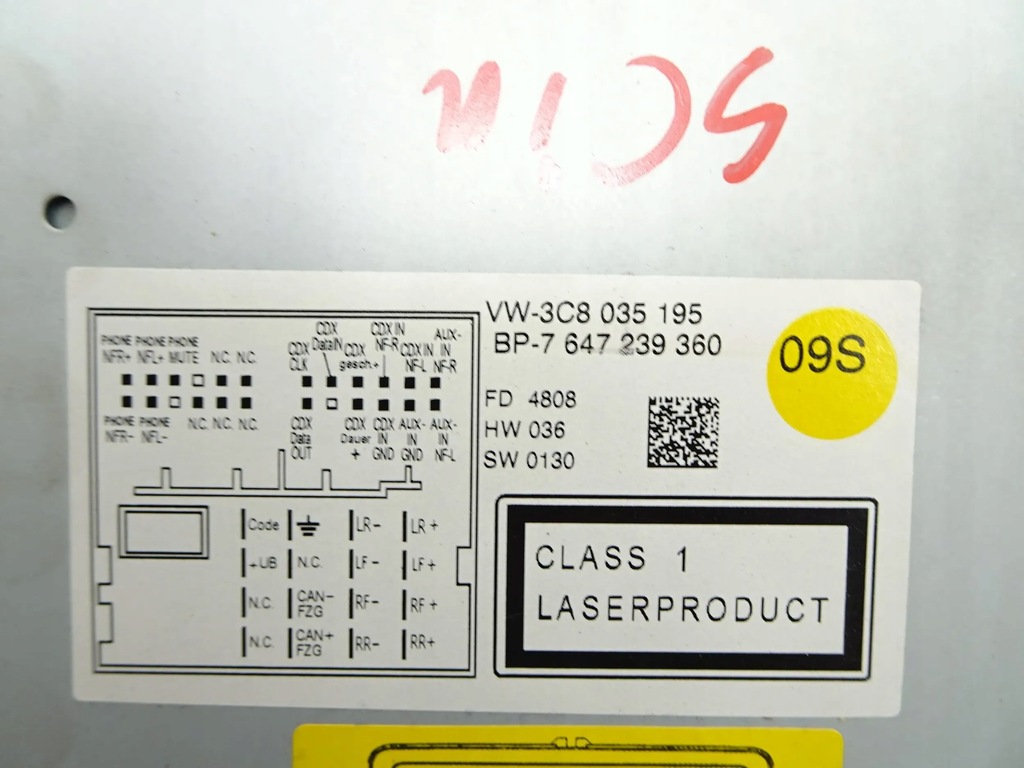 VW-3C8 035 195
BP-7 647 239 360
09S
FD 4808
HW 036
SW 0130
CLASS 1
LASERPRODUCT
PHONE PHONE PHONE
NFR+ NFL+ MUTE N.C. N.C.
PHONE PHONE
NFR- NFL- N.C. N.C. N.C.
CDX CDX IN
CDX DataIN CDX NF-R CDX IN AUX-
CLK gesch.+ NF-L IN
NF-R
CDX CDX CDX AUX- AUX-
Data Dauer IN IN IN
OUT + GND GND NF-L
Code LR- LR+
+UB N.C. LF- LF+
N.C. CAN- FZG RF- RF+
N.C. CAN+ FZG RR- RR+